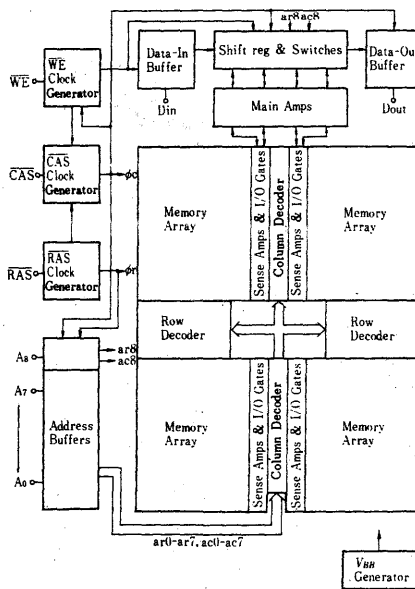 ar8 ac8
WE
Clock
Generator
Data-In
Buffer
Shift reg & Switches
Data-Out
Buffer
WE
Din
Main Amps
Dout
CAS
Clock
Generator
CAS
φc
RAS
Clock
Generator
RAS
φr
Memory
Array
Sense Amps & I/O Gates
Column Decoder
Sense Amps & I/O Gates
Memory
Array
Row
Decoder
Row
Decoder
A8
ar8
ac8
A7
Address
Buffers
A0
Memory
Array
Sense Amps & I/O Gates
Column Decoder
Sense Amps & I/O Gates
Memory
Array
ar0-ar7, ac0-ac7
VBB
Generator